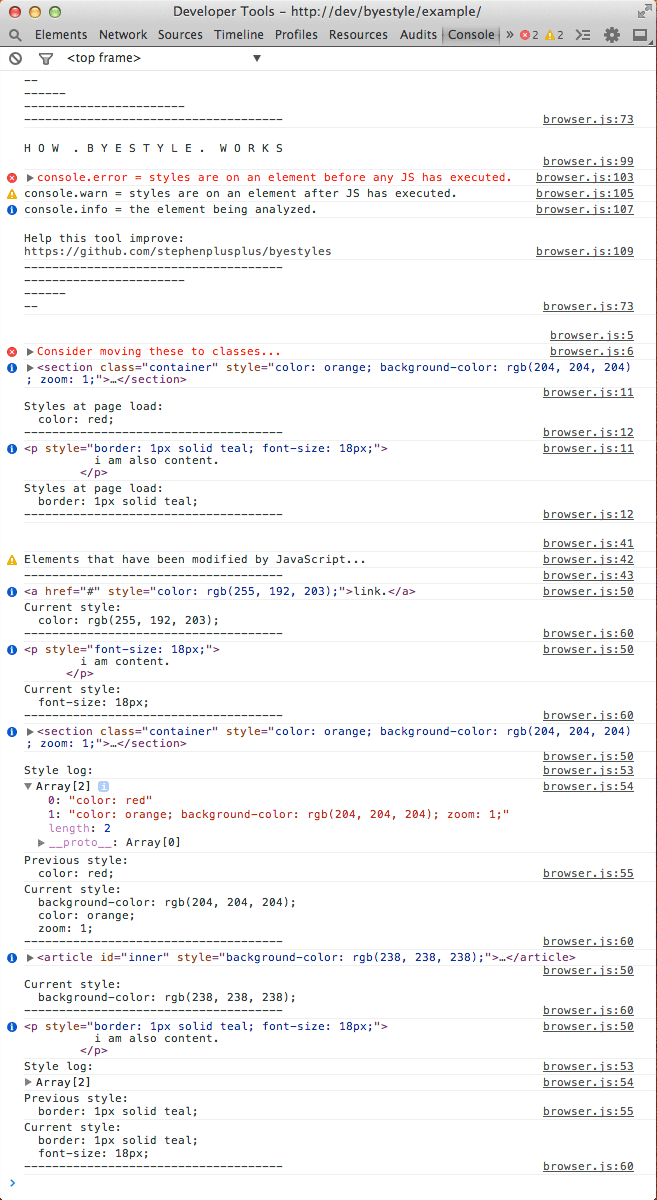 Developer Tools - http://dev/byestyle/example/
Elements Network Sources Timeline Profiles Resources Audits Console » 2 2
<top frame>
--
------
-----------------------
------------------------------------- browser.js:73
H O W . B Y E S T Y L E . W O R K S
browser.js:99
console.error = styles are on an element before any JS has executed. browser.js:103
console.warn = styles are on an element after JS has executed. browser.js:105
console.info = the element being analyzed. browser.js:107
Help this tool improve:
https://github.com/stephenplusplus/byestyles browser.js:109
-------------------------------------
-----------------------
------
-- browser.js:73
browser.js:5
Consider moving these to classes... browser.js:6
<section class="container" style="color: orange; background-color: rgb(204, 204, 204)
; zoom: 1;">…</section>
browser.js:11
Styles at page load:
color: red;
------------------------------------- browser.js:12
<p style="border: 1px solid teal; font-size: 18px;"> browser.js:11
i am also content.
</p>
Styles at page load:
border: 1px solid teal;
------------------------------------- browser.js:12
browser.js:41
Elements that have been modified by JavaScript... browser.js:42
------------------------------------- browser.js:43
<a href="#" style="color: rgb(255, 192, 203);">link.</a> browser.js:50
Current style:
color: rgb(255, 192, 203);
------------------------------------- browser.js:60
<p style="font-size: 18px;"> browser.js:50
i am content.
</p>
Current style:
font-size: 18px;
------------------------------------- browser.js:60
<section class="container" style="color: orange; background-color: rgb(204, 204, 204)
; zoom: 1;">…</section>
browser.js:50
Style log: browser.js:53
Array[2] browser.js:54
0: "color: red"
1: "color: orange; background-color: rgb(204, 204, 204); zoom: 1;"
length: 2
__proto__: Array[0]
Previous style:
color: red; browser.js:55
Current style:
background-color: rgb(204, 204, 204);
color: orange;
zoom: 1;
------------------------------------- browser.js:60
<article id="inner" style="background-color: rgb(238, 238, 238);">…</article>
browser.js:50
Current style:
background-color: rgb(238, 238, 238);
------------------------------------- browser.js:60
<p style="border: 1px solid teal; font-size: 18px;"> browser.js:50
i am also content.
</p>
Style log: browser.js:53
Array[2] browser.js:54
Previous style:
border: 1px solid teal; browser.js:55
Current style:
border: 1px solid teal;
font-size: 18px;
------------------------------------- browser.js:60